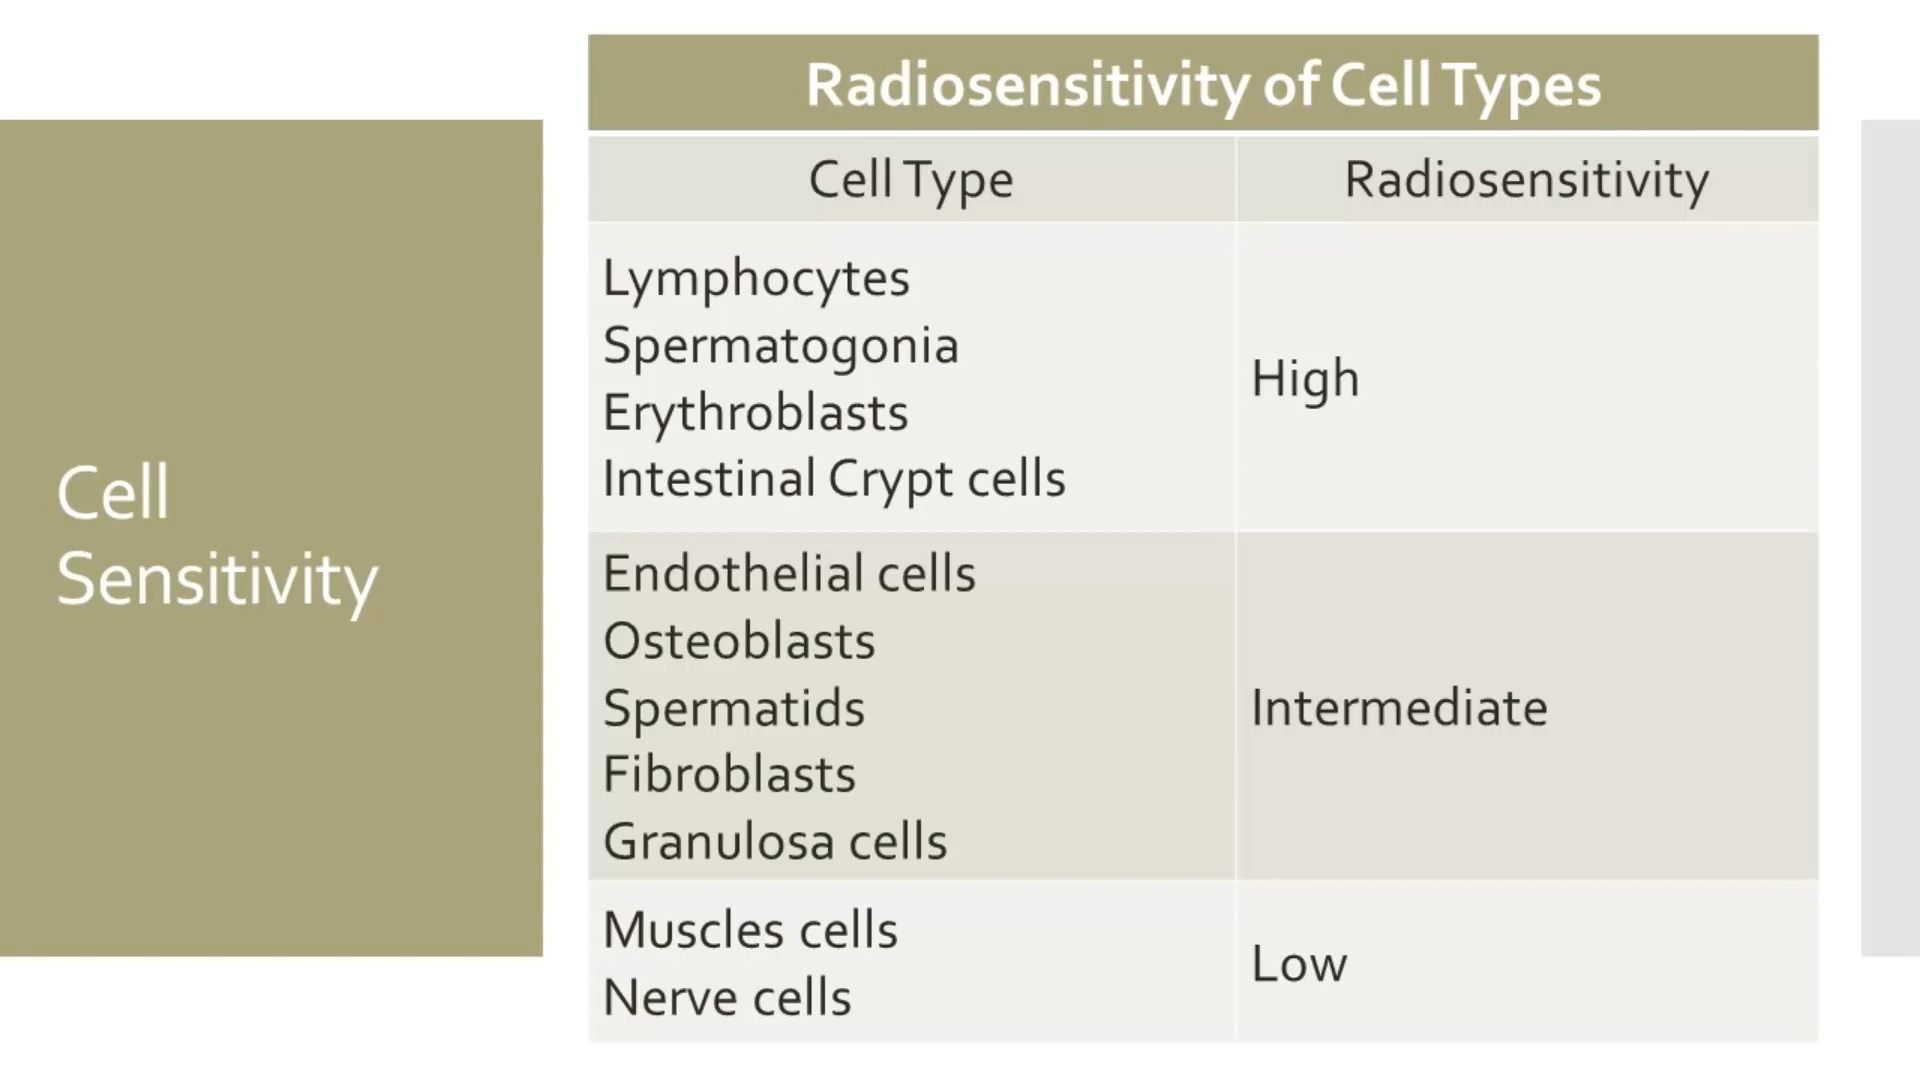 Cell
Sensitivity
Radiosensitivity of Cell Types
Cell Type
Radiosensitivity
Lymphocytes
Spermatogonia
Erythroblasts
Intestinal Crypt cells
High
Endothelial cells
Osteoblasts
Spermatids
Fibroblasts
Granulosa cells
Intermediate
Muscles cells
Nerve cells
Low